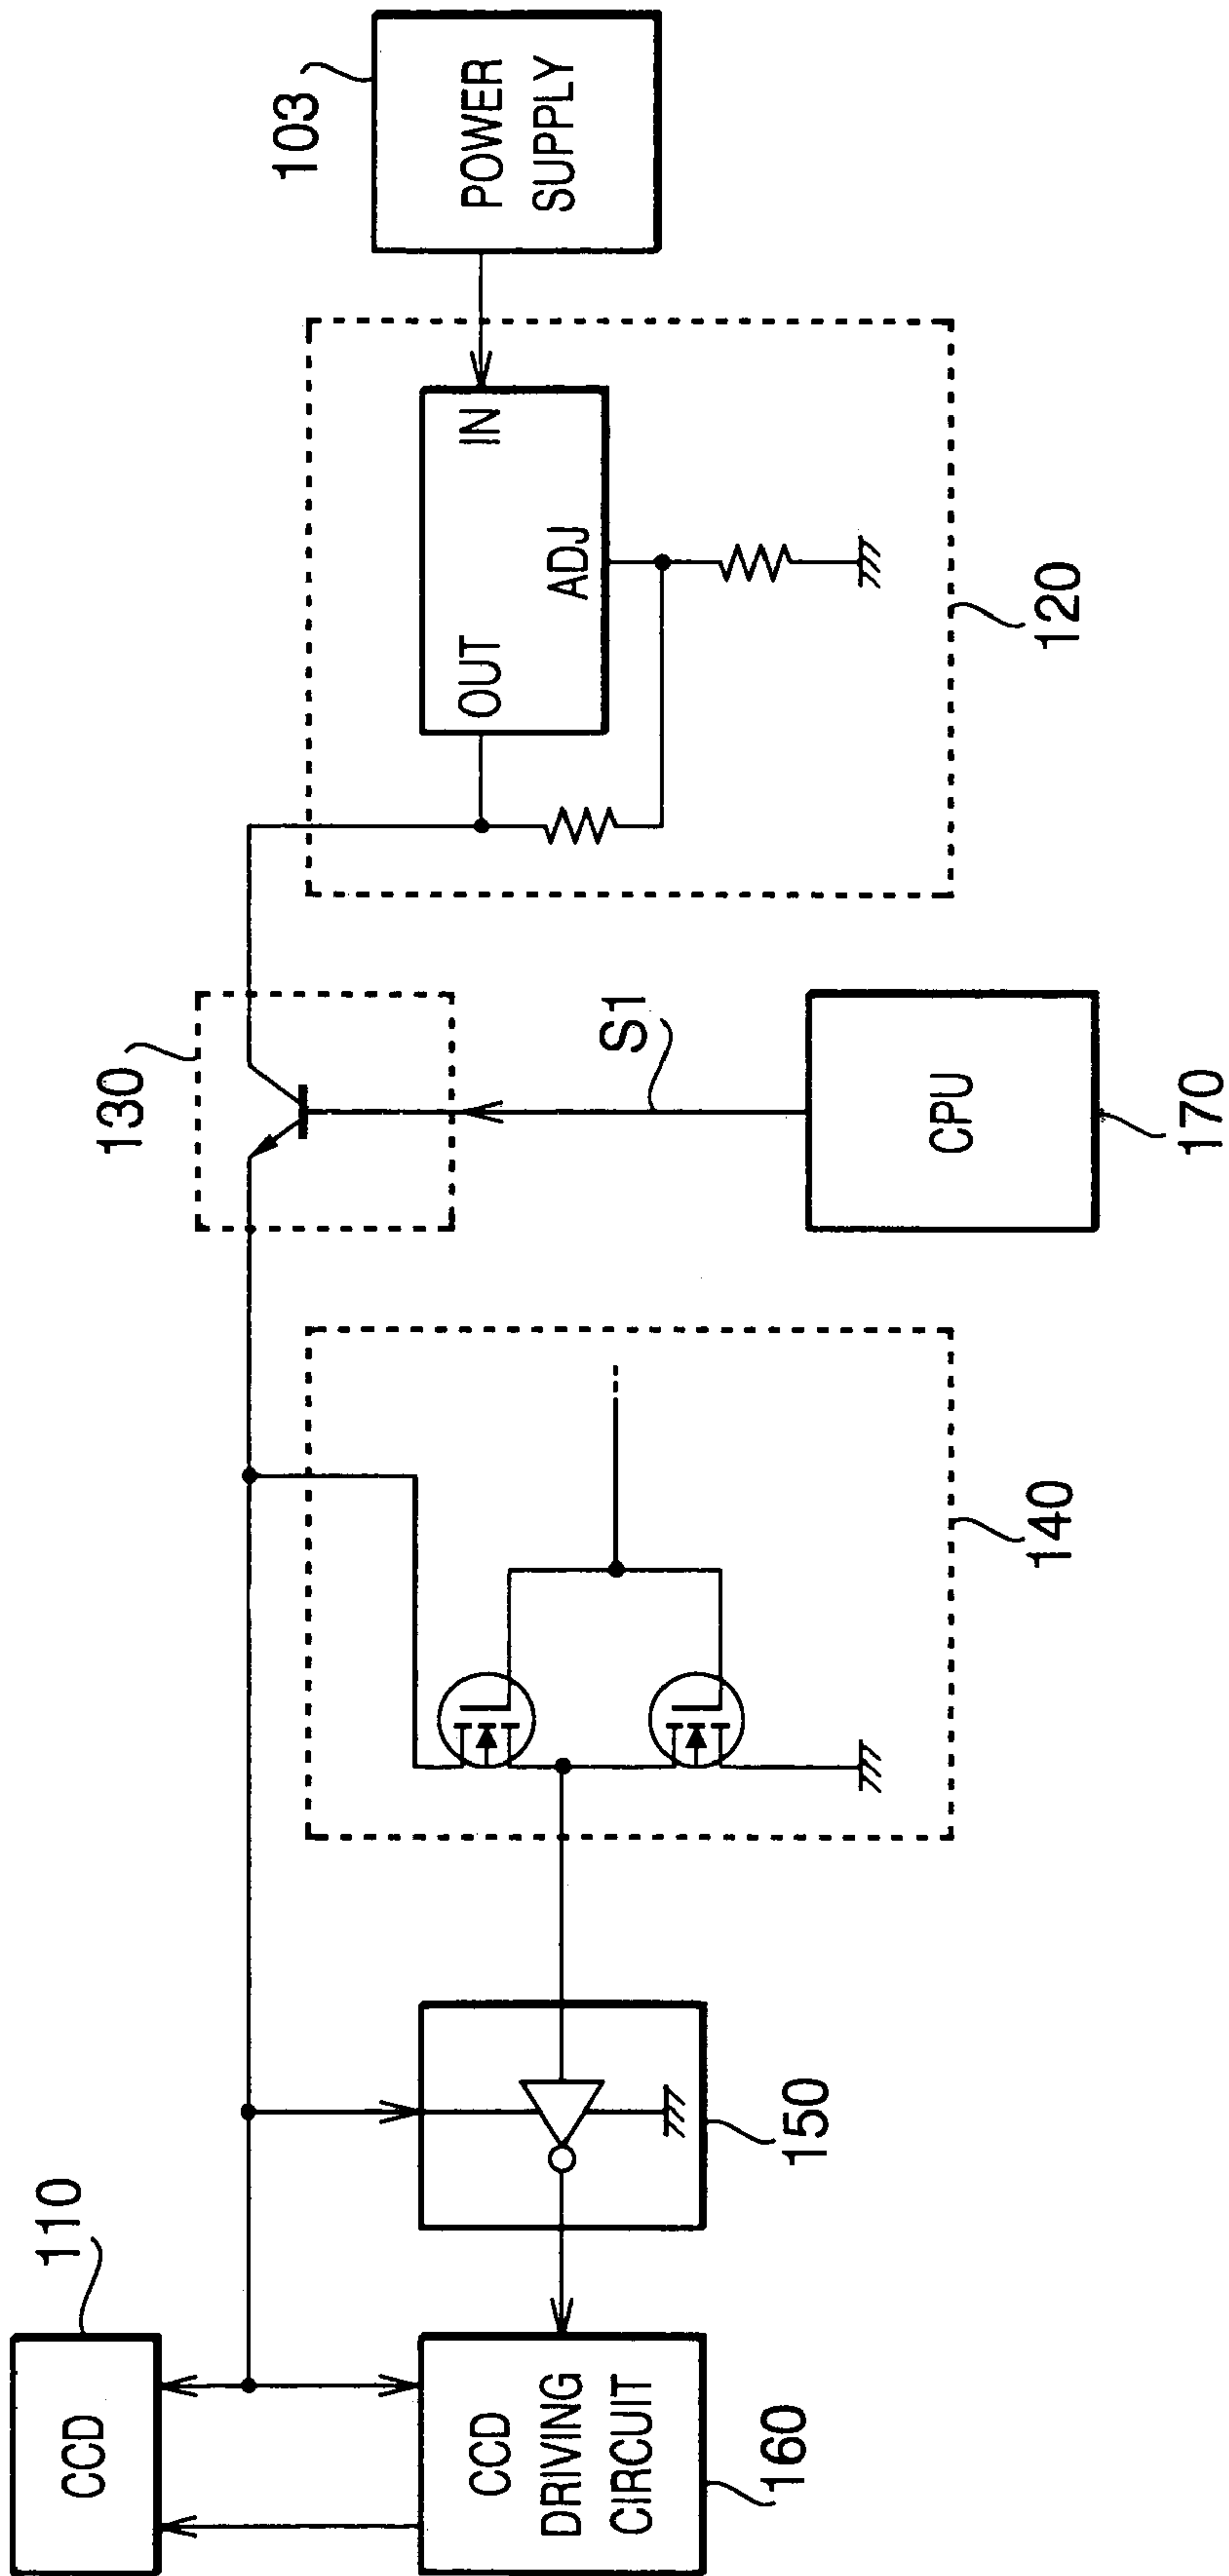 110
CCD
CCD
DRIVING
CIRCUIT
160
150
140
130
S1
CPU
170
OUT
IN
ADJ
120
103
POWER
SUPPLY